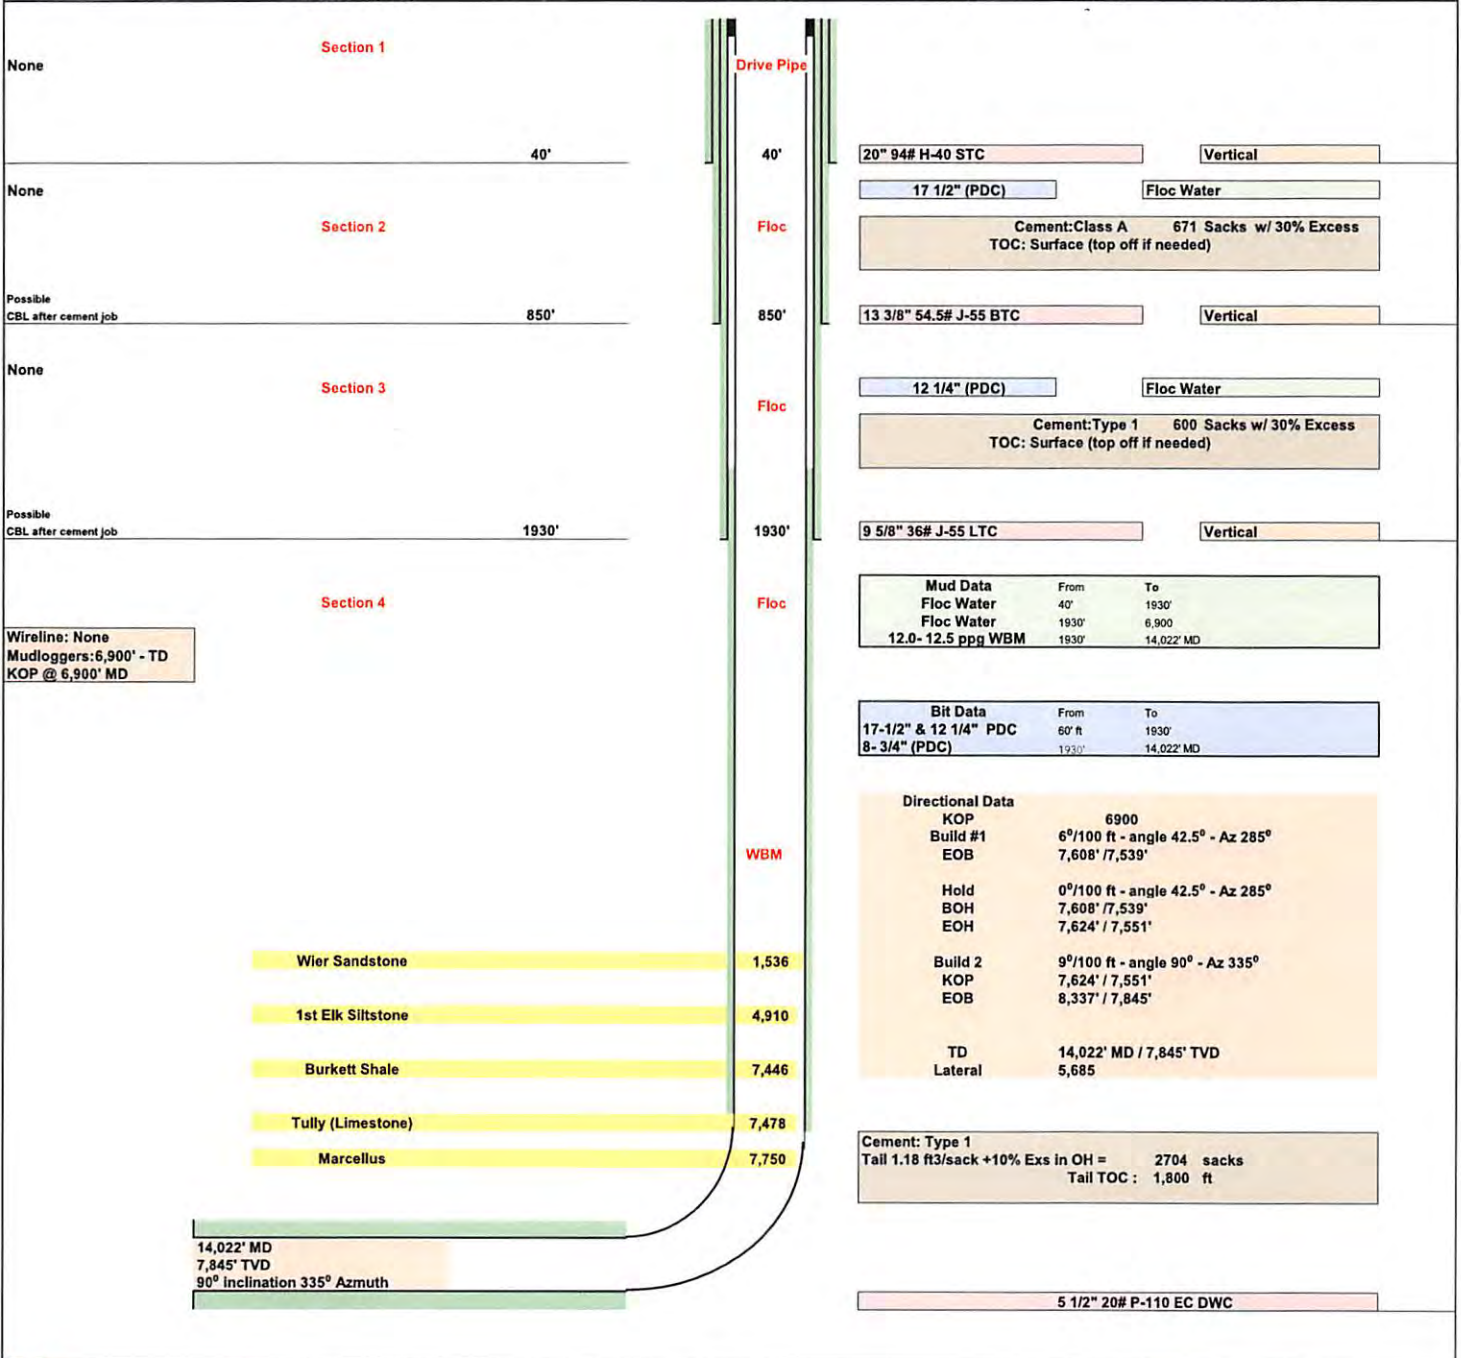 Section 1
None
Drive Pipe
40'
40'
20" 94# H-40 STC
Vertical
None
17 1/2" (PDC)
Floc Water
Section 2
Floc
Cement:Class A 671 Sacks w/ 30% Excess
TOC: Surface (top off if needed)
Possible
CBL after cement job
850'
850'
13 3/8" 54.5# J-55 BTC
Vertical
None
Section 3
Floc
12 1/4" (PDC)
Floc Water
Cement:Type 1 600 Sacks w/ 30% Excess
TOC: Surface (top off if needed)
Possible
CBL after cement job
1930'
1930'
9 5/8" 36# J-55 LTC
Vertical
Section 4
Floc
Mud Data From To
Floc Water 40' 1930'
Floc Water 1930' 6,900
12.0- 12.5 ppg WBM 1930' 14,022' MD
Wireline: None
Mudloggers:6,900' - TD
KOP @ 6,900' MD
Bit Data From To
17-1/2" & 12 1/4" PDC 60' ft 1930'
8- 3/4" (PDC) 1930' 14,022' MD
Directional Data
KOP 6900
Build #1 6⁰/100 ft - angle 42.5⁰ - Az 285⁰
EOB 7,608' /7,539'
WBM
Hold 0⁰/100 ft - angle 42.5⁰ - Az 285⁰
BOH 7,608' /7,539'
EOH 7,624' / 7,551'
Build 2 9⁰/100 ft - angle 90⁰ - Az 335⁰
KOP 7,624' / 7,551'
EOB 8,337' / 7,845'
TD 14,022' MD / 7,845' TVD
Lateral 5,685
Wier Sandstone 1,536
1st Elk Siltstone 4,910
Burkett Shale 7,446
Tully (Limestone) 7,478
Marcellus 7,750
Cement: Type 1
Tail 1.18 ft3/sack +10% Exs in OH = 2704 sacks
Tail TOC : 1,800 ft
14,022' MD
7,845' TVD
90⁰ inclination 335⁰ Azmuth
5 1/2" 20# P-110 EC DWC